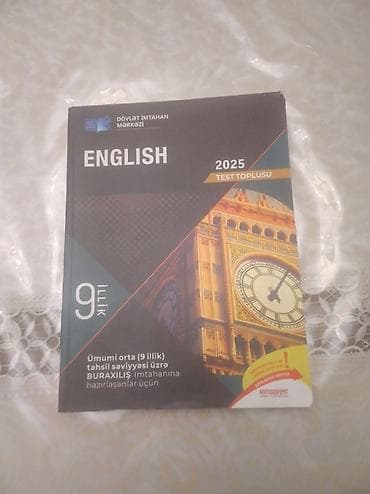 DÖVLƏT İMTAHAN
MƏRKƏZİ
ENGLISH
2025
TEST TOPLUSU
9 İLLİK
Ümumi orta (9 illik)
təhsil səviyyəsi üzrə
BURAXILIŞ imtahanına
hazırlaşanlar üçün